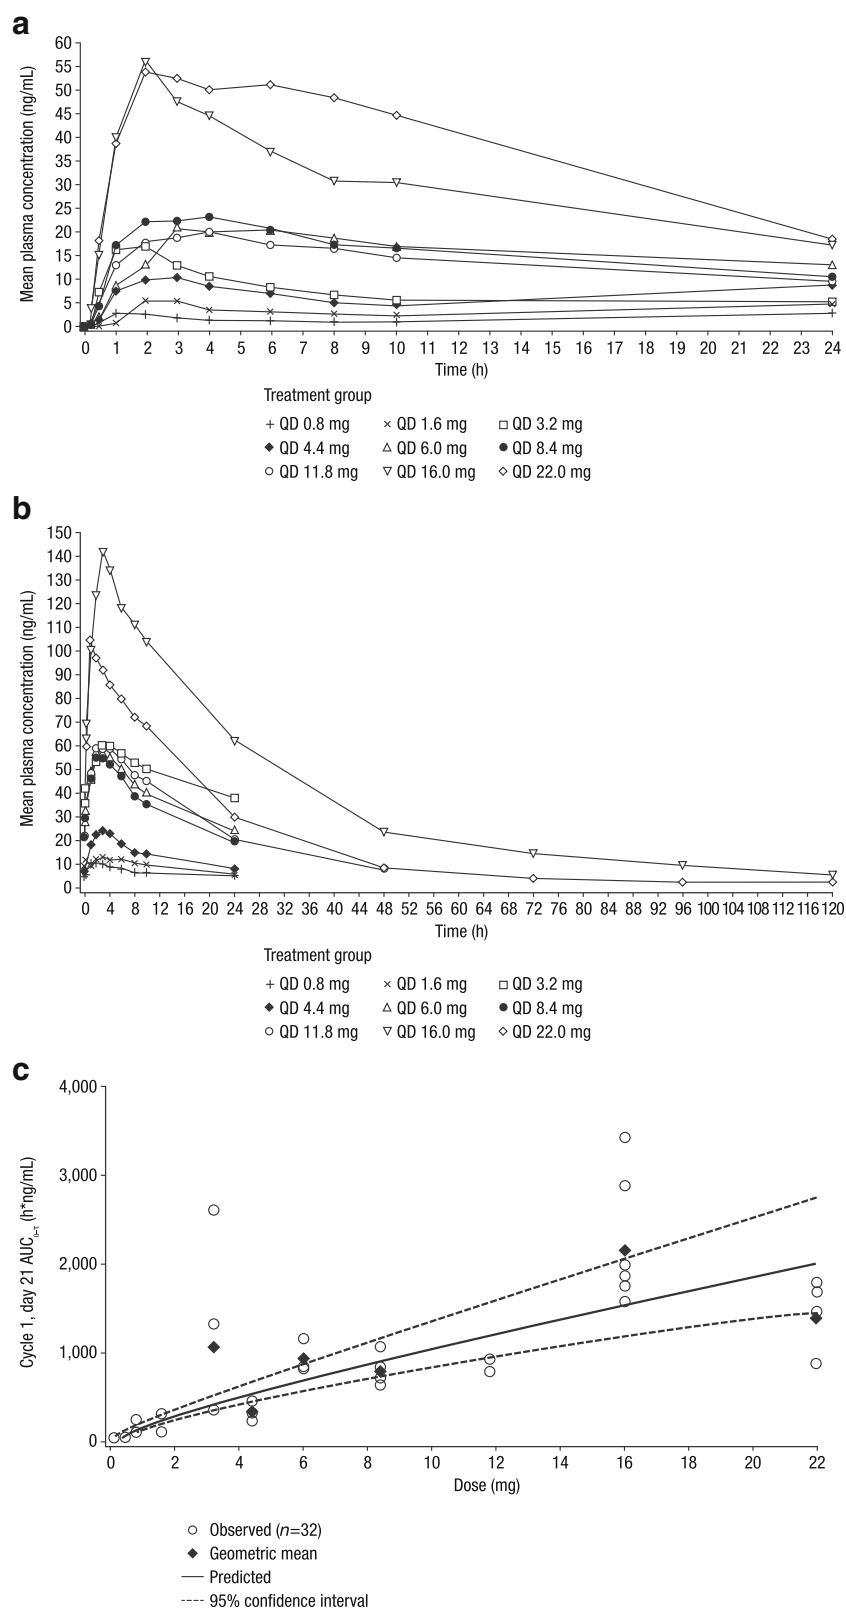 a
Mean plasma concentration (ng/mL)
60
55
50
45
40
35
30
25
20
15
10
5
0
0 1 2 3 4 5 6 7 8 9 10 11 12 13 14 15 16 17 18 19 20 21 22 23 24
Time (h)
Treatment group
QD 0.8 mg QD 1.6 mg QD 3.2 mg
QD 4.4 mg QD 6.0 mg QD 8.4 mg
QD 11.8 mg QD 16.0 mg QD 22.0 mg
b
Mean plasma concentration (ng/mL)
150
140
130
120
110
100
90
80
70
60
50
40
30
20
10
0
0 4 8 12 16 20 24 28 32 36 40 44 48 52 56 60 64 68 72 76 80 84 88 92 96 100 104 108 112 116 120
Time (h)
Treatment group
QD 0.8 mg QD 1.6 mg QD 3.2 mg
QD 4.4 mg QD 6.0 mg QD 8.4 mg
QD 11.8 mg QD 16.0 mg QD 22.0 mg
c
Cycle 1, day 21 AUC0–τ (h*ng/mL)
4,000
3,000
2,000
1,000
0
0 2 4 6 8 10 12 14 16 18 20 22
Dose (mg)
Observed (n=32)
Geometric mean
Predicted
95% confidence interval